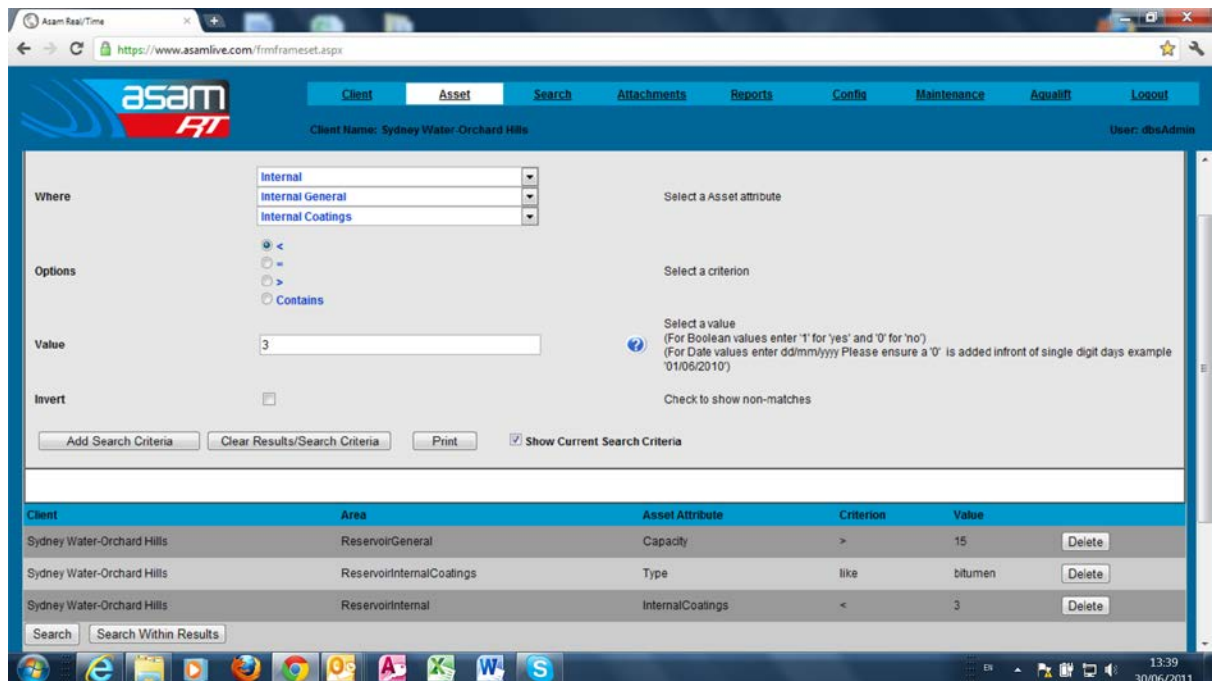 Asam Real/Time
https://www.asamlive.com/frmframeset.aspx
asam
RT
Client Asset Search Attachments Reports Config Maintenance Aqualift Logout
Client Name: Sydney Water-Orchard Hills User: dbsAdmin
Where
Internal
Internal General
Internal Coatings
Select a Asset attribute
Options
<
=
>
Contains
Select a criterion
Value
3
?
Select a value
(For Boolean values enter '1' for 'yes' and '0' for 'no')
(For Date values enter dd/mm/yyyy Please ensure a '0' is added infront of single digit days example
'01/06/2010')
Invert
Check to show non-matches
Add Search Criteria Clear Results/Search Criteria Print Show Current Search Criteria
Client Area Asset Attribute Criterion Value
Sydney Water-Orchard Hills ReservoirGeneral Capacity > 15 Delete
Sydney Water-Orchard Hills ReservoirInternalCoatings Type like bitumen Delete
Sydney Water-Orchard Hills ReservoirInternal InternalCoatings < 3 Delete
Search Search Within Results
EN
13:39
30/06/2011